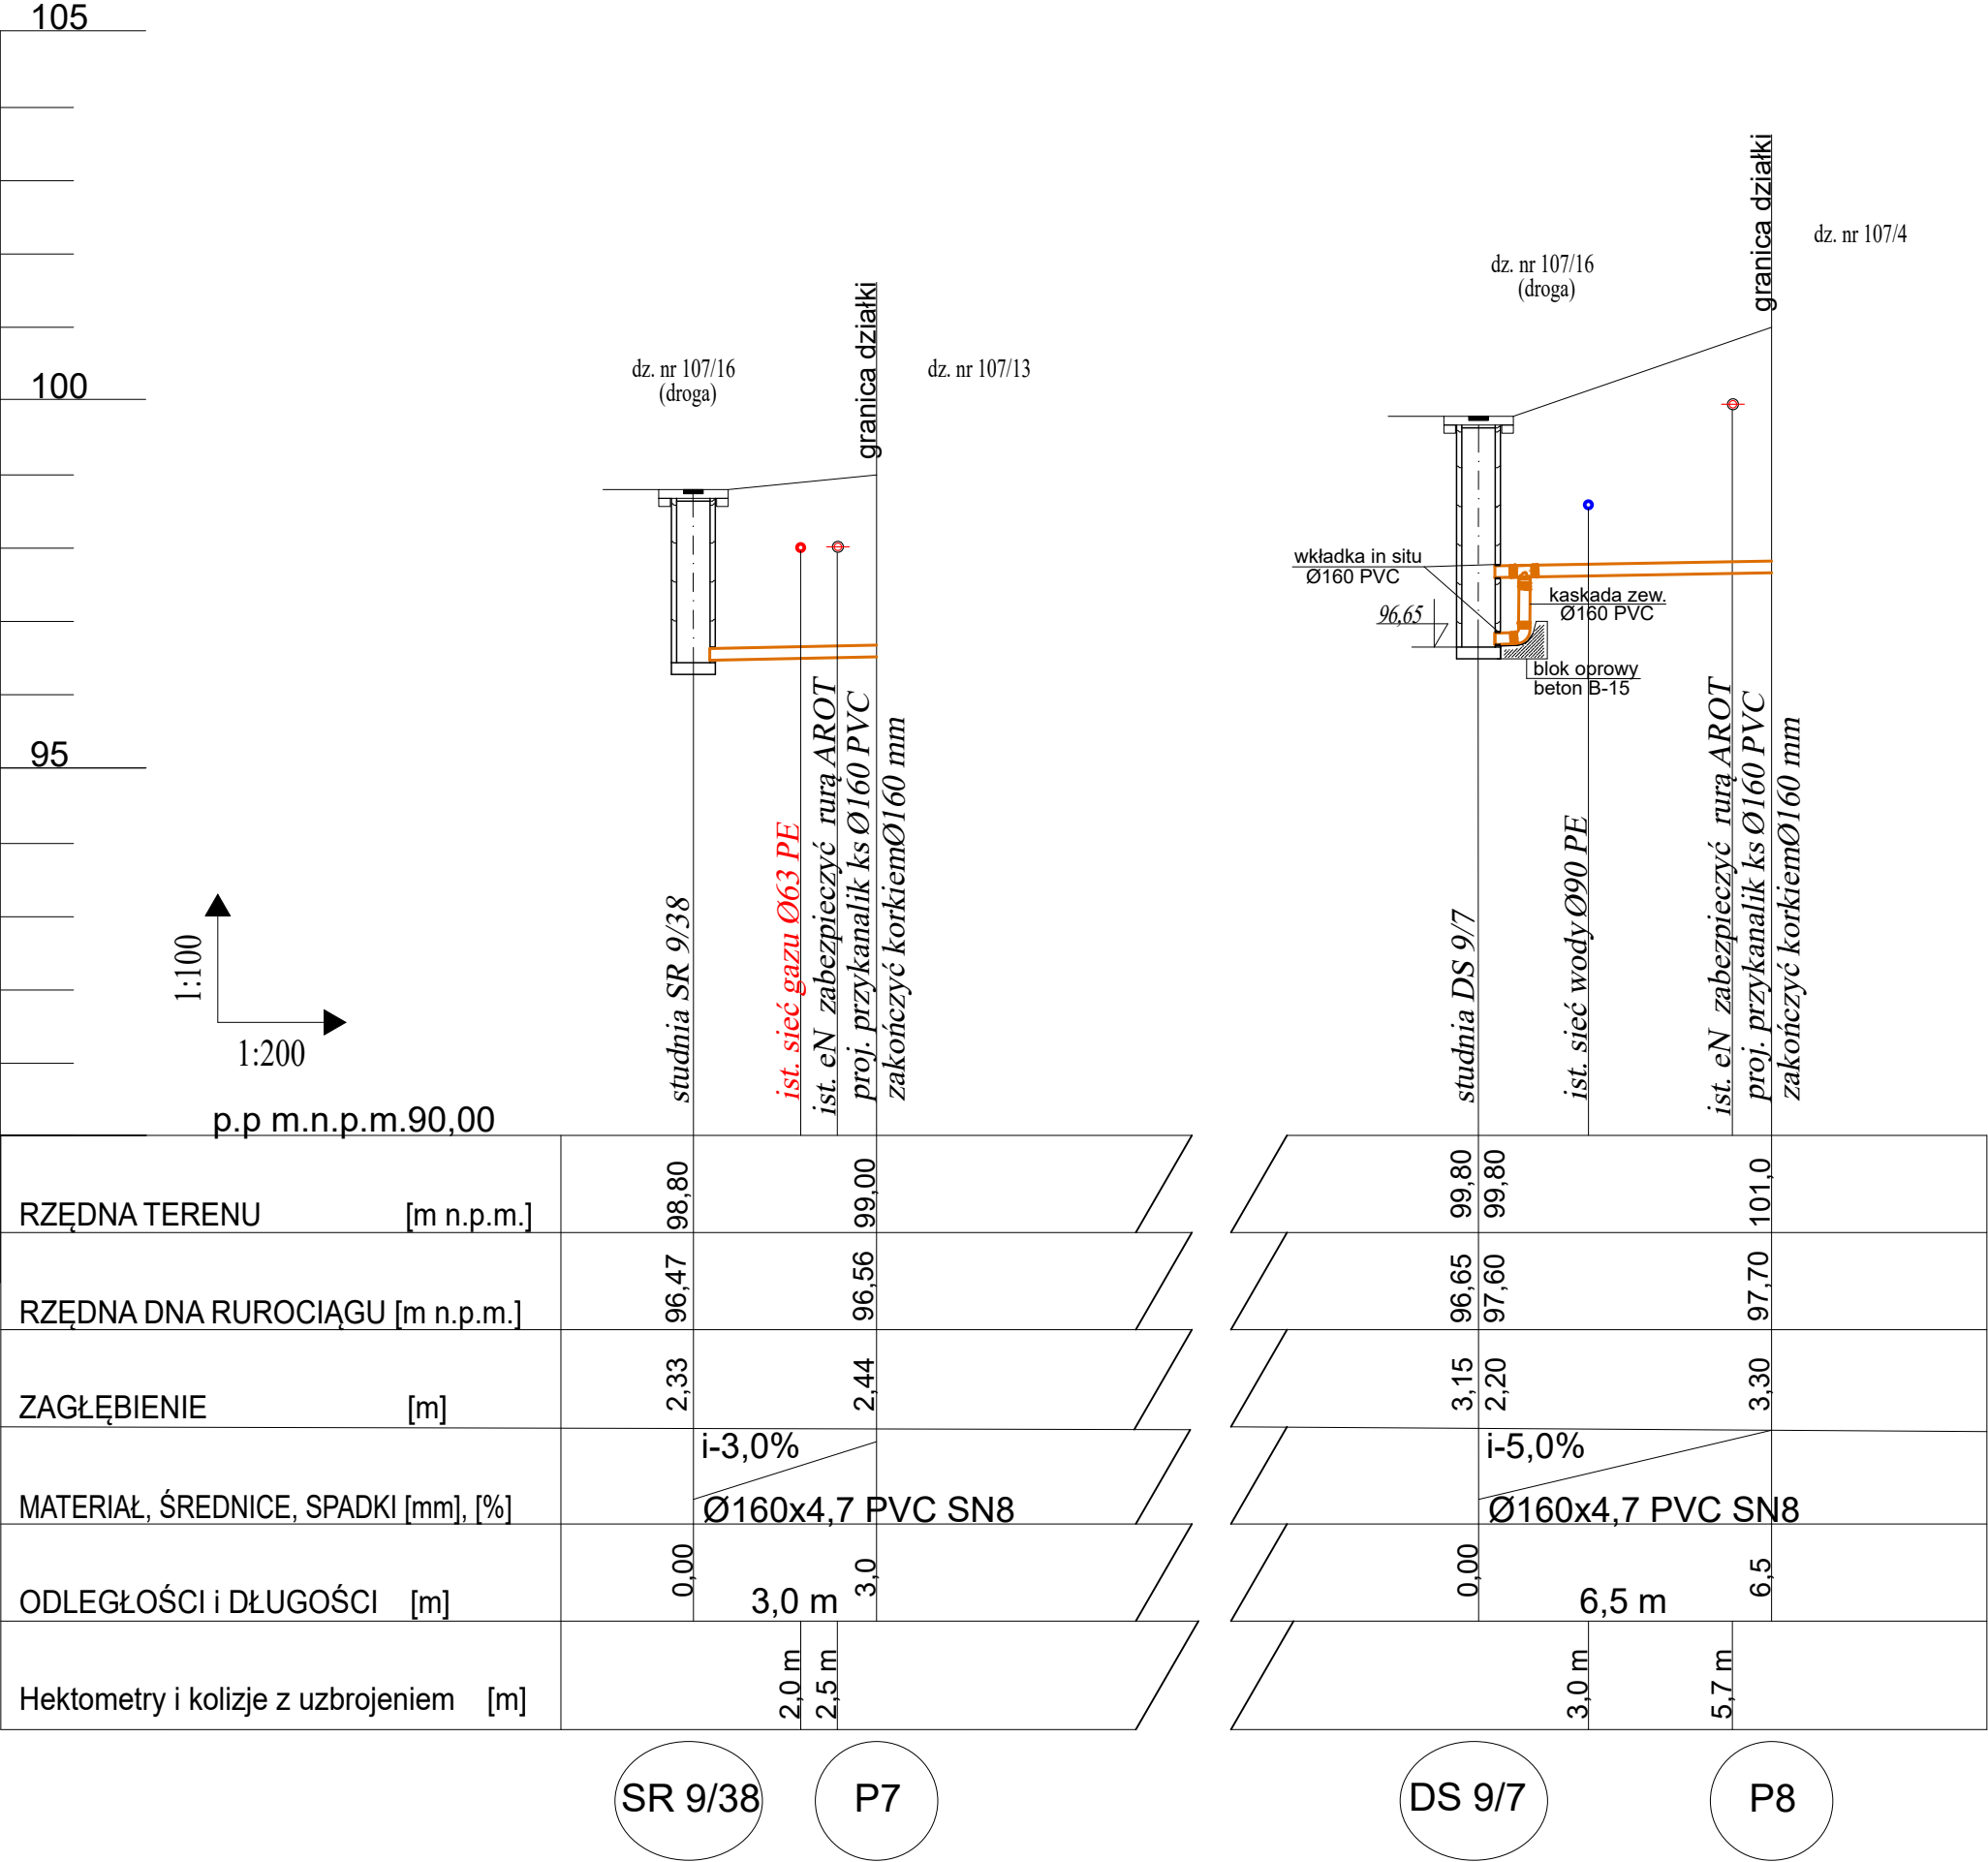 105
100
95
1:100
1:200
p.p m.n.p.m.90,00
dz. nr 107/16
(droga)
granica działki
dz. nr 107/13
studnia SR 9/38
ist. sieć gazu Ø63 PE
ist. eN zabezpieczyć rurą AROT
proj. przykanalik ks Ø160 PVC
zakończyć korkiemØ160 mm
dz. nr 107/16
(droga)
granica działki
dz. nr 107/4
wkładka in situ
Ø160 PVC
96,65
kaskada zew.
Ø160 PVC
blok oprowy
beton B-15
studnia DS 9/7
ist. sieć wody Ø90 PE
ist. eN zabezpieczyć rurą AROT
proj. przykanalik ks Ø160 PVC
zakończyć korkiemØ160 mm
RZĘDNA TERENU [m n.p.m.] 98,80 99,00 99,80 99,80 101,0
RZĘDNA DNA RUROCIĄGU [m n.p.m.] 96,47 96,56 96,65 97,60 97,70
ZAGŁĘBIENIE [m] 2,33 2,44 3,15 2,20 3,30
i-3,0% i-5,0%
MATERIAŁ, ŚREDNICE, SPADKI [mm], [%] Ø160x4,7 PVC SN8 Ø160x4,7 PVC SN8
ODLEGŁOŚCI i DŁUGOŚCI [m] 0,00 3,0 m 3,0 0,00 6,5 m 6,5
Hektometry i kolizje z uzbrojeniem [m] 2,0 m 2,5 m 3,0 m 5,7 m
SR 9/38 P7 DS 9/7 P8